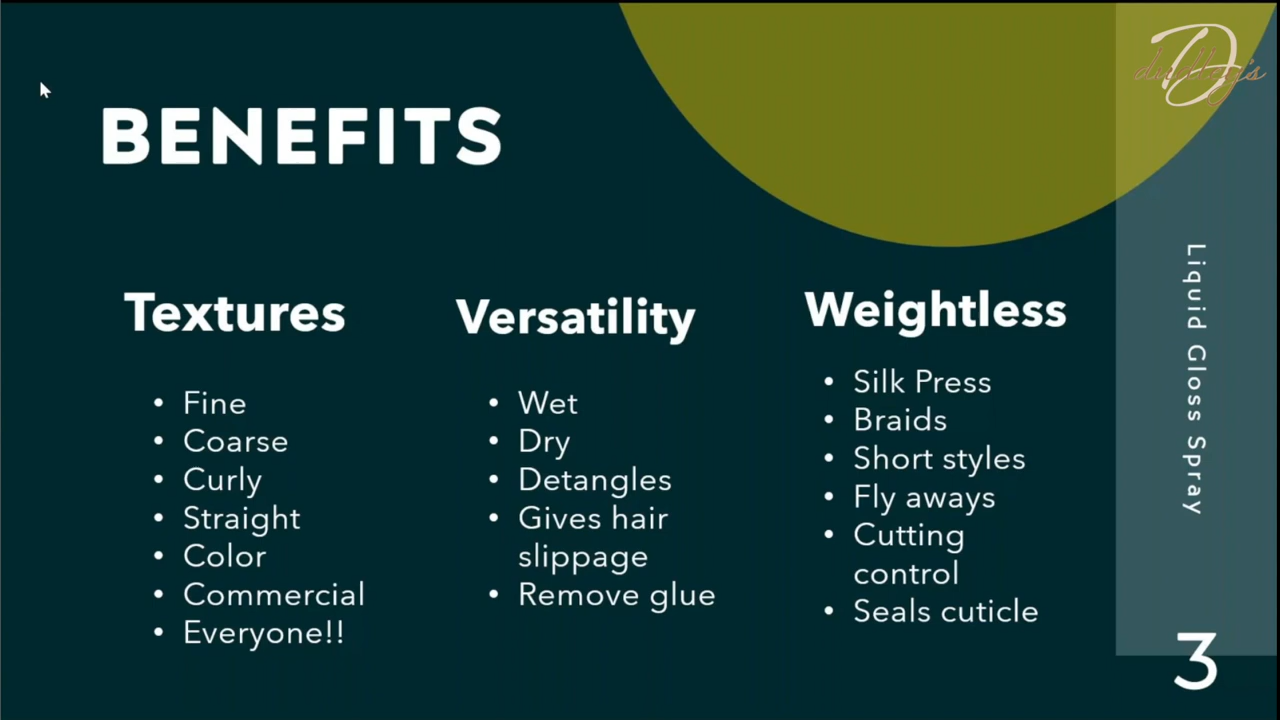 D
dudley's
BENEFITS
Textures
• Fine
• Coarse
• Curly
• Straight
• Color
• Commercial
• Everyone!!
Versatility
• Wet
• Dry
• Detangles
• Gives hair
slippage
• Remove glue
Weightless
• Silk Press
• Braids
• Short styles
• Fly aways
• Cutting
control
• Seals cuticle
Liquid Gloss Spray
3